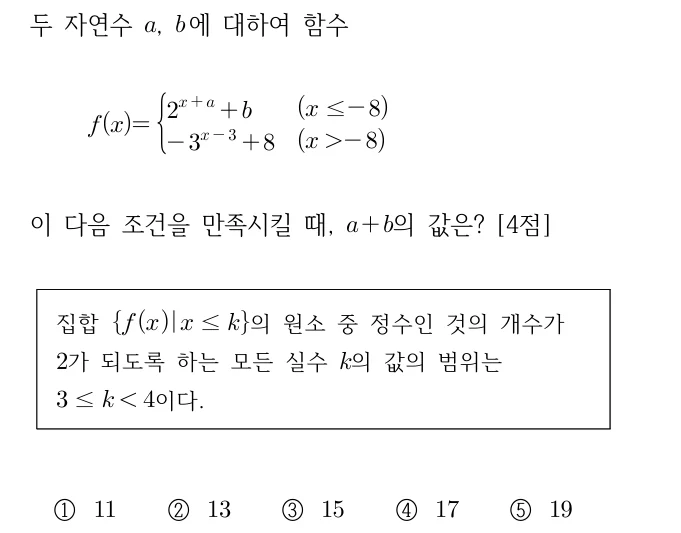 두 자연수 a, b에 대하여 함수
f(x)={2^{x+a}+b (x≤-8)
-3^{x-3}+8 (x>-8)
이 다음 조건을 만족시킬 때, a+b의 값은? [4점]
집합 {f(x)|x≤k}의 원소 중 정수인 것의 개수가
2가 되도록 하는 모든 실수 k의 값의 범위는
3≤k<4이다.
① 11 ② 13 ③ 15 ④ 17 ⑤ 19